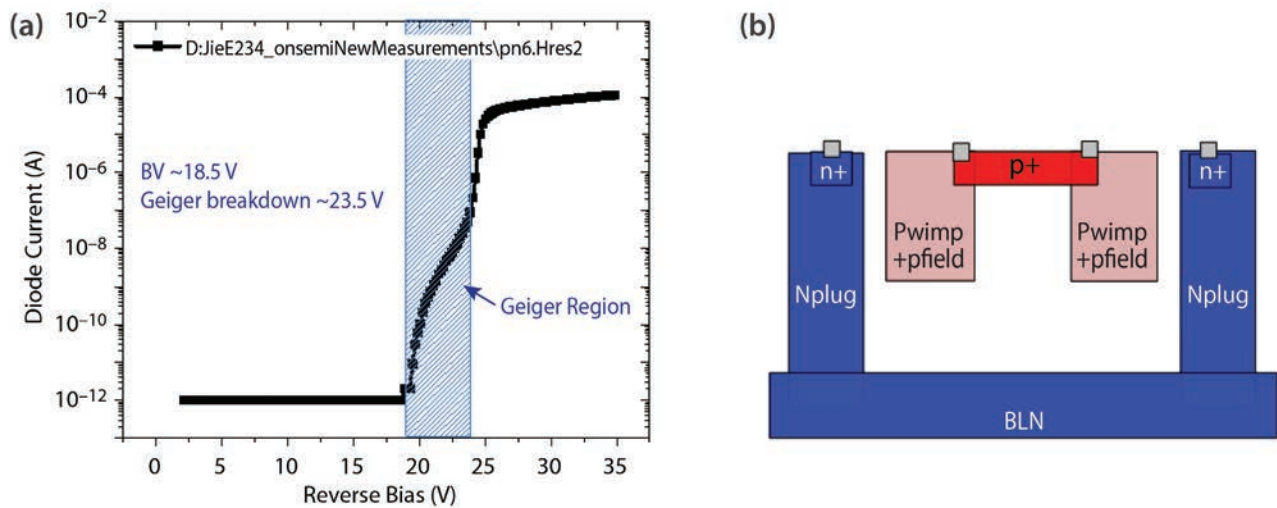 (a)
10–2
10–4
10–6
10–8
10–10
10–12
Diode Current (A)
D:JieE234_onsemiNewMeasurements\pn6.Hres2
BV ~18.5 V
Geiger breakdown ~23.5 V
Geiger Region
0 5 10 15 20 25 30 35
Reverse Bias (V)
(b)
n+
p+
n+
Pwimp
+pfield
Pwimp
+pfield
Nplug
Nplug
BLN